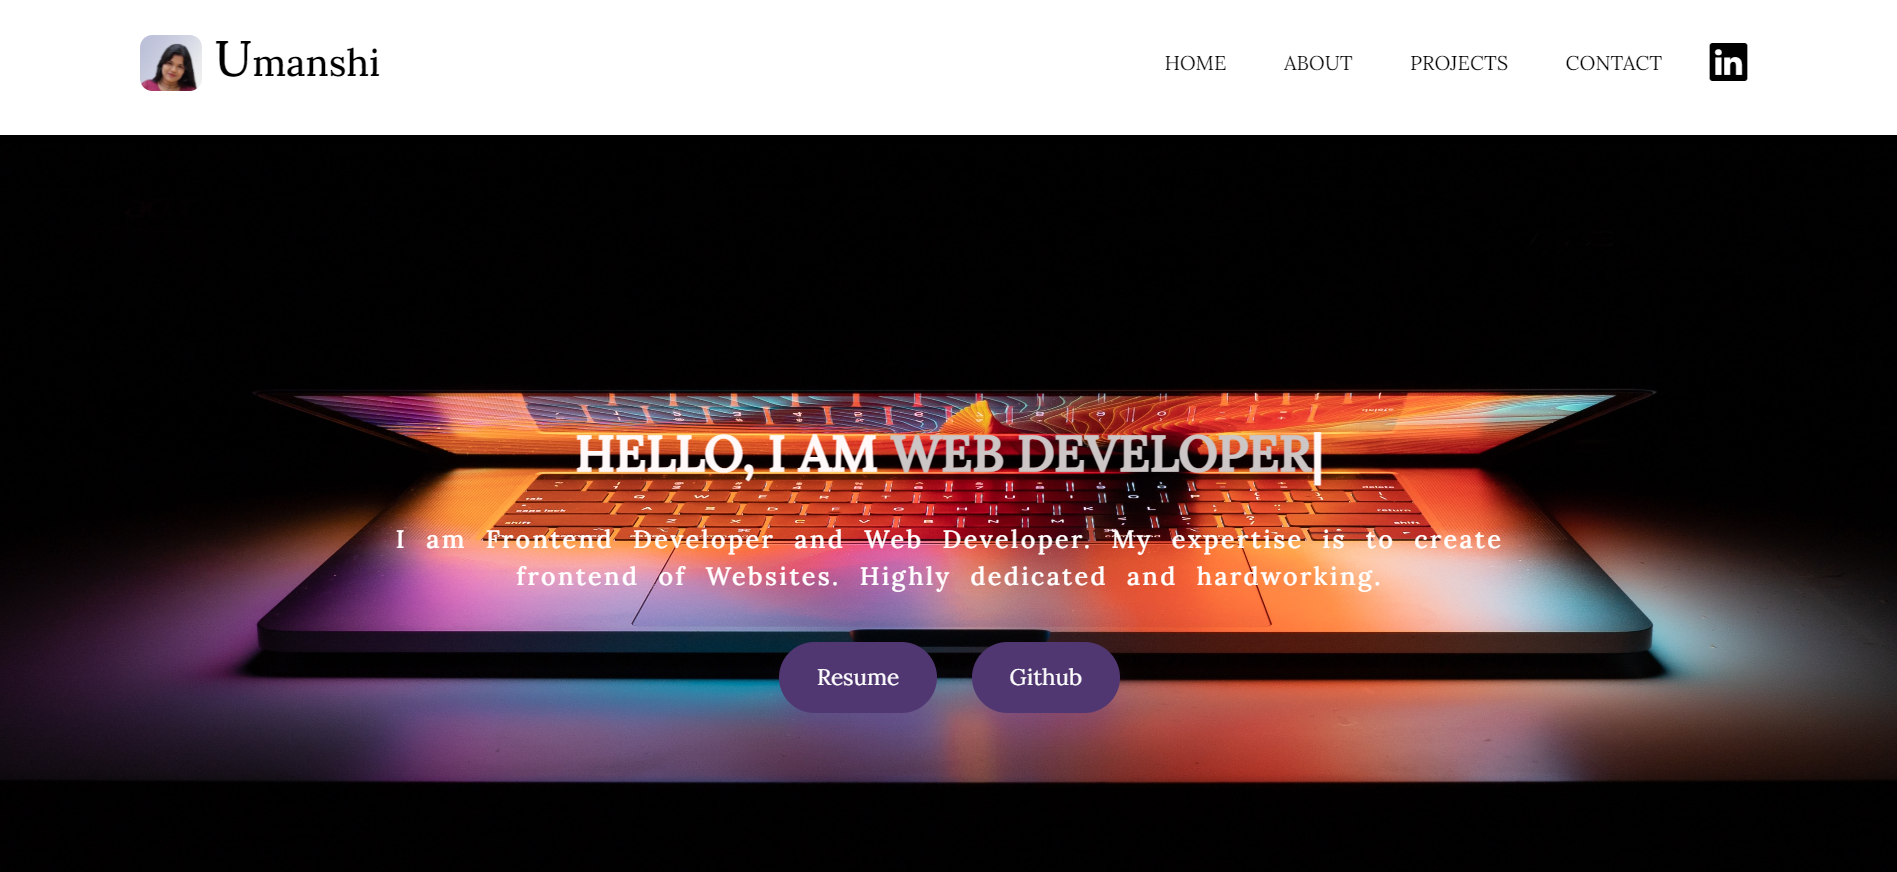 Umanshi
HOME ABOUT PROJECTS CONTACT
in
HELLO, I AM WEB DEVELOPER|
I am Frontend Developer and Web Developer. My expertise is to create
frontend of Websites. Highly dedicated and hardworking.
Resume Github